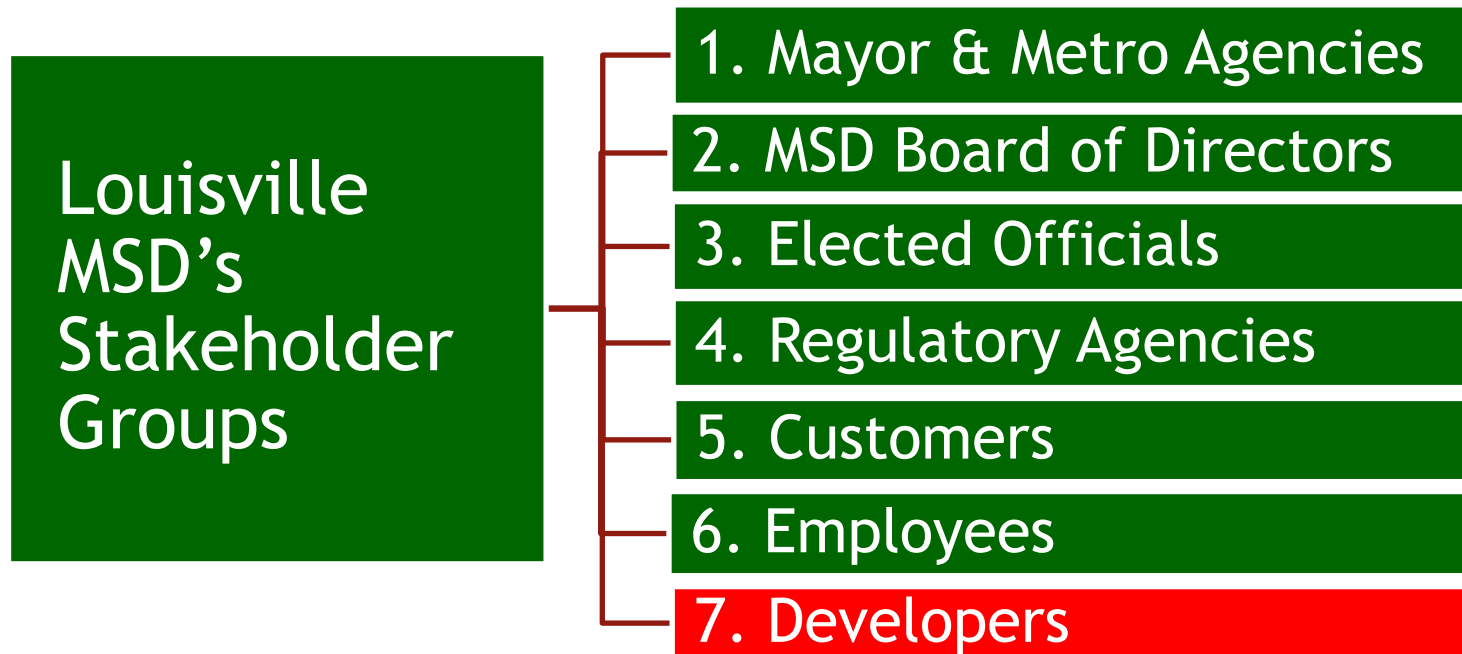 Louisville
MSD’s
Stakeholder
Groups
1. Mayor & Metro Agencies
2. MSD Board of Directors
3. Elected Officials
4. Regulatory Agencies
5. Customers
6. Employees
7. Developers